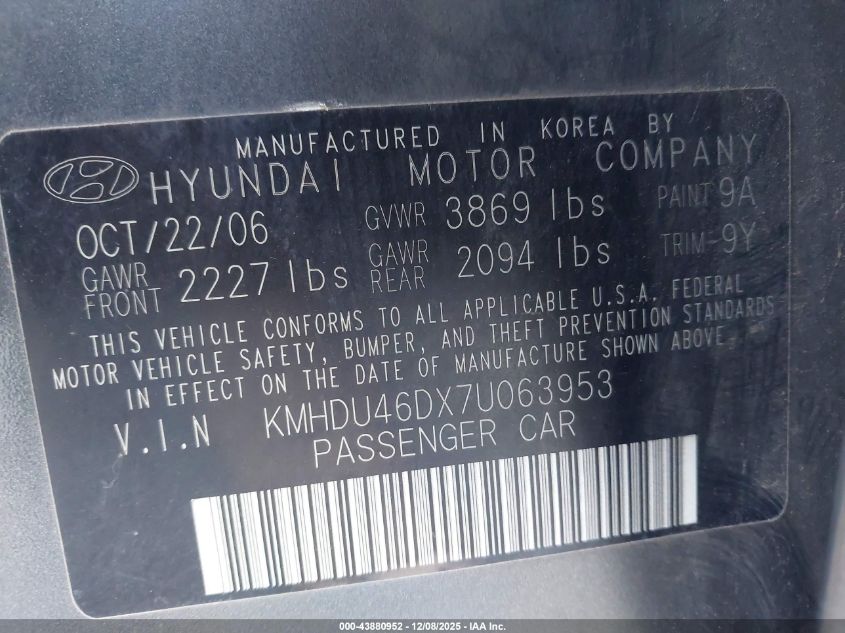 MANUFACTURED IN KOREA BY
HYUNDAI MOTOR COMPANY
OCT/22/06 GVWR 3869 lbs PAINT 9A
GAWR FRONT 2227 lbs GAWR REAR 2094 lbs TRIM-9Y
THIS VEHICLE CONFORMS TO ALL APPLICABLE U.S.A. FEDERAL
MOTOR VEHICLE SAFETY, BUMPER, AND THEFT PREVENTION STANDARDS
IN EFFECT ON THE DATE OF MANUFACTURE SHOWN ABOVE.
V.I.N KMHDU46DX7U063953
PASSENGER CAR
000-43880952 - 12/08/2025 - IAA Inc.